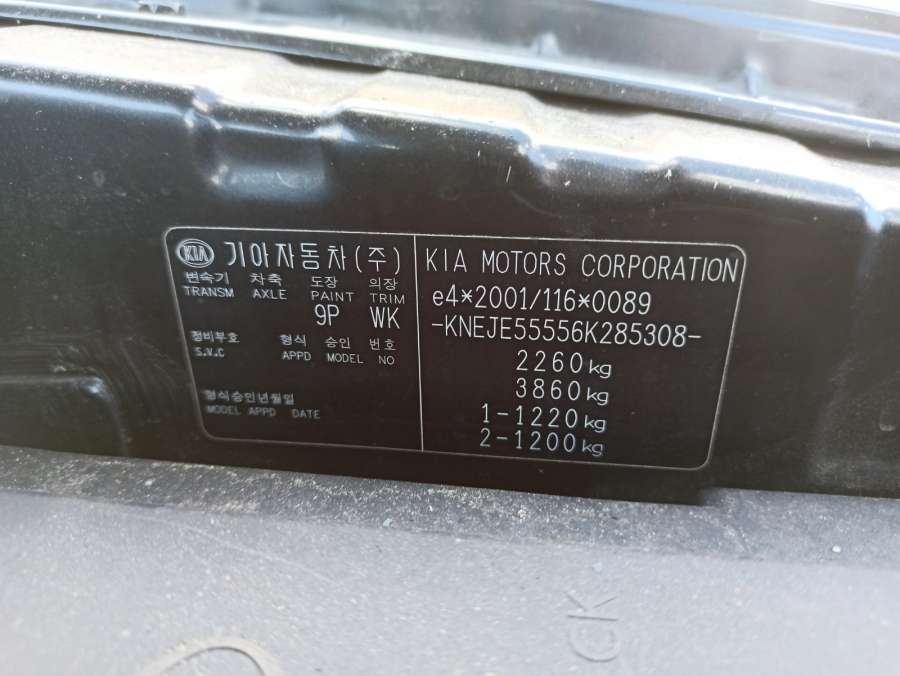 KIA 기아자동차(주)
변속기 차축 도장 의장
TRANSM AXLE PAINT TRIM
9P WK
정비부호 형식 승인 번호
S.V.C APPD MODEL NO
형식승인년월일
MODEL APPD DATE
KIA MOTORS CORPORATION
e4*2001/116*0089
-KNEJE55556K285308-
2260kg
3860kg
1-1220kg
2-1200kg
CK